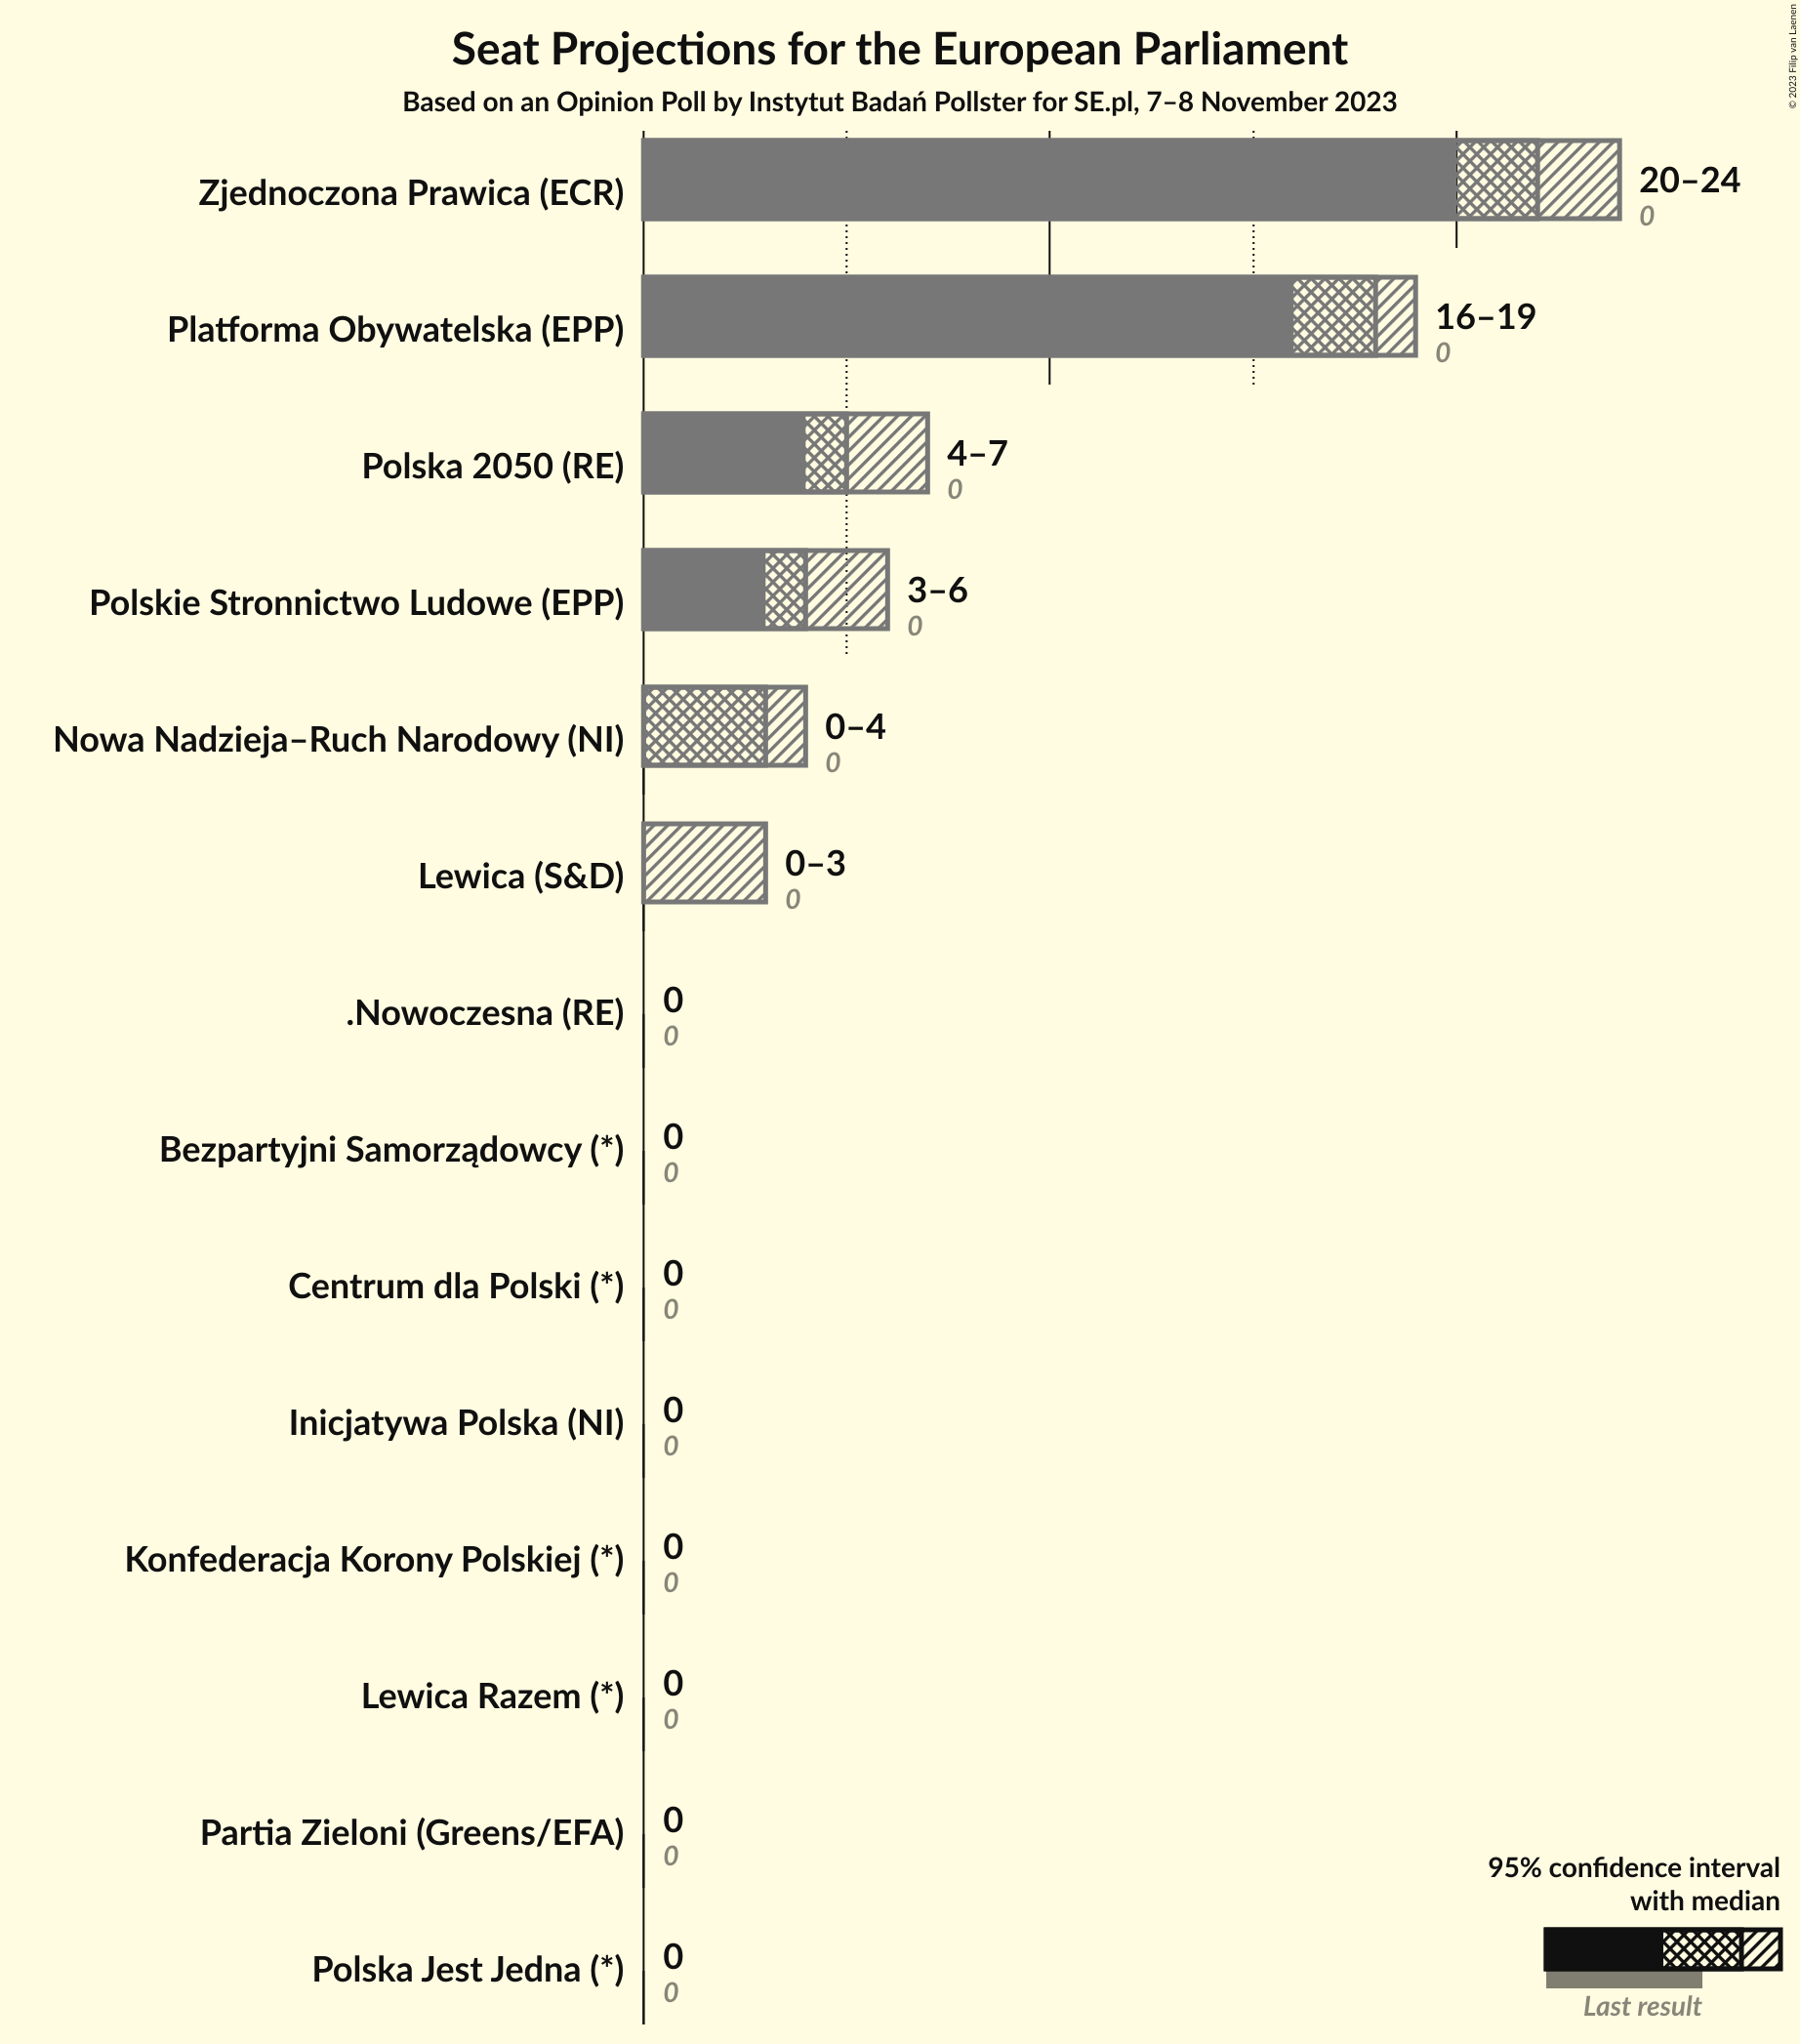 Seat Projections for the European Parliament
Based on an Opinion Poll by Instytut Badań Pollster for SE.pl, 7–8 November 2023
© 2023 Filip van Laenen
Zjednoczona Prawica (ECR)
20–24
0
Platforma Obywatelska (EPP)
16–19
0
Polska 2050 (RE)
4–7
0
Polskie Stronnictwo Ludowe (EPP)
3–6
0
Nowa Nadzieja–Ruch Narodowy (NI)
0–4
0
Lewica (S&D)
0–3
0
.Nowoczesna (RE)
0
0
Bezpartyjni Samorządowcy (*)
0
0
Centrum dla Polski (*)
0
0
Inicjatywa Polska (NI)
0
0
Konfederacja Korony Polskiej (*)
0
0
Lewica Razem (*)
0
0
Partia Zieloni (Greens/EFA)
0
0
Polska Jest Jedna (*)
0
0
95% confidence interval
with median
Last result